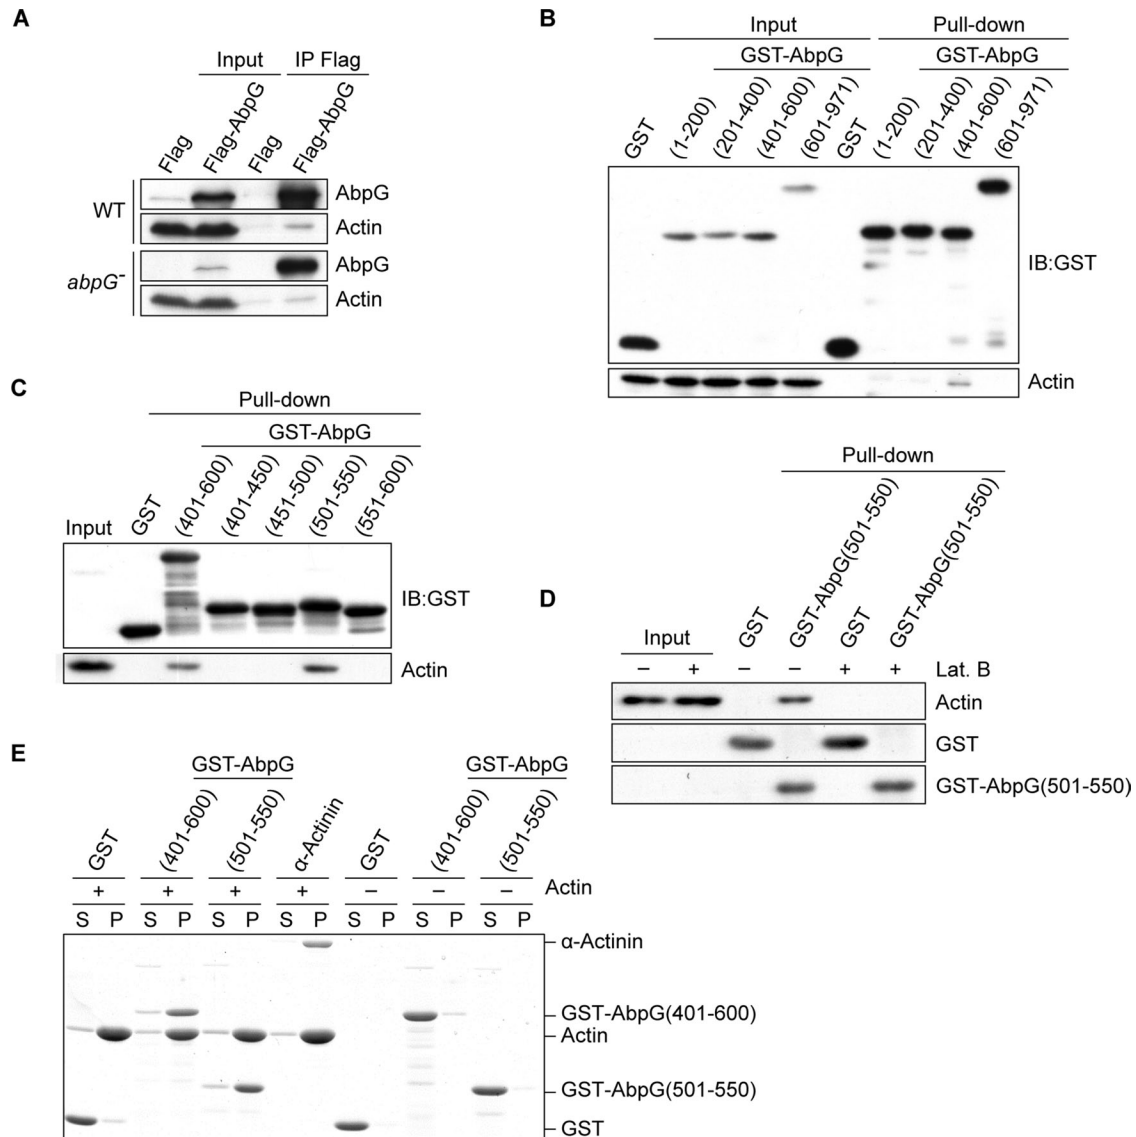 A
Input IP Flag
Flag Flag-AbpG Flag Flag-AbpG
WT
AbpG
Actin
abpG⁻
AbpG
Actin
B
Input Pull-down
GST-AbpG GST-AbpG
GST (1-200) (201-400) (401-600) (601-971) GST (1-200) (201-400) (401-600) (601-971)
IB:GST
Actin
C
Pull-down
GST-AbpG
Input GST (401-600) (401-450) (451-500) (501-550) (551-600)
IB:GST
Actin
D
Pull-down
Input GST GST-AbpG(501-550) GST GST-AbpG(501-550)
– + – – + + Lat. B
Actin
GST
GST-AbpG(501-550)
E
GST-AbpG GST-AbpG
GST (401-600) (501-550) α-Actinin GST (401-600) (501-550)
+ + + + – – – Actin
S P S P S P S P S P S P S P
α-Actinin
GST-AbpG(401-600)
Actin
GST-AbpG(501-550)
GST